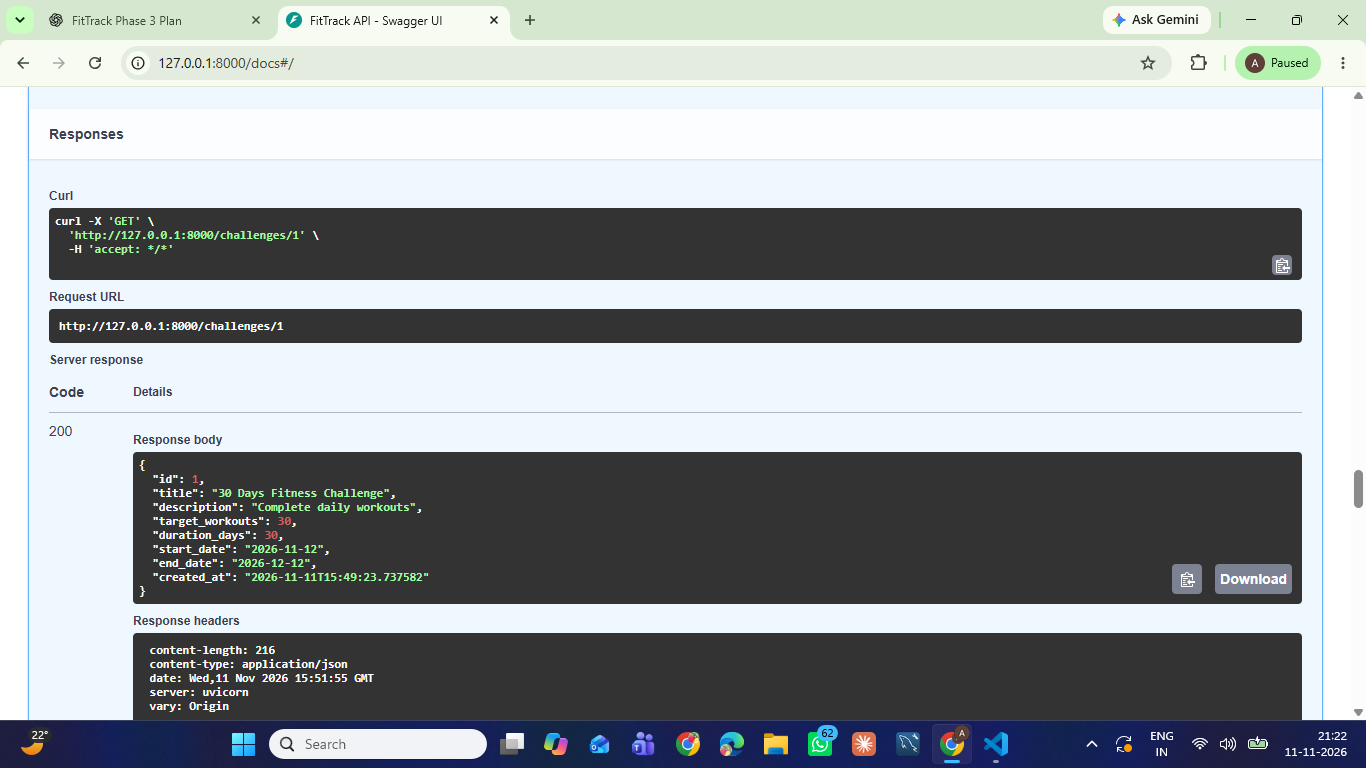 FitTrack Phase 3 Plan
FitTrack API - Swagger UI
Ask Gemini
127.0.0.1:8000/docs#/
A
Paused
Responses
Curl
curl -X 'GET' \
'http://127.0.0.1:8000/challenges/1' \
-H 'accept: */*'
Request URL
http://127.0.0.1:8000/challenges/1
Server response
Code
Details
200
Response body
{
"id": 1,
"title": "30 Days Fitness Challenge",
"description": "Complete daily workouts",
"target_workouts": 30,
"duration_days": 30,
"start_date": "2026-11-12",
"end_date": "2026-12-12",
"created_at": "2026-11-11T15:49:23.737582"
}
Download
Response headers
content-length: 216
content-type: application/json
date: Wed,11 Nov 2026 15:51:55 GMT
server: uvicorn
vary: Origin
22°
Search
62
A
ENG
IN
21:22
11-11-2026